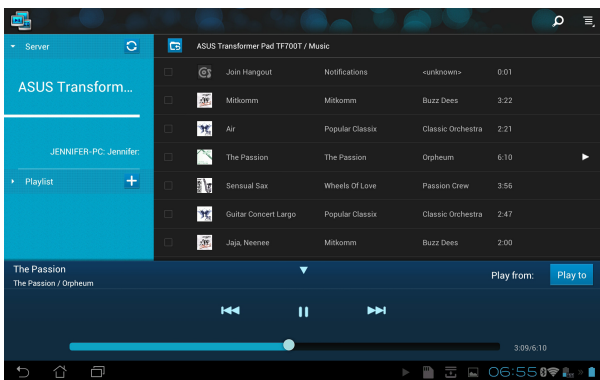 Server
ASUS Transformer Pad TF700T / Music
Join Hangout Notifications <unknown> 0:01
ASUS Transform...
Mitkomm Mitkomm Buzz Dees 3:22
Air Popular Classix Classic Orchestra 2:21
JENNIFER-PC: Jennifer:
The Passion The Passion Orpheum 6:10
Playlist
Sensual Sax Wheels Of Love Passion Crew 3:56
Guitar Concert Largo Popular Classix Classic Orchestra 2:47
Jaja, Neenee Mitkomm Buzz Dees 2:00
The Passion
The Passion / Orpheum
Play from: Play to
3:09/6:10
06:55